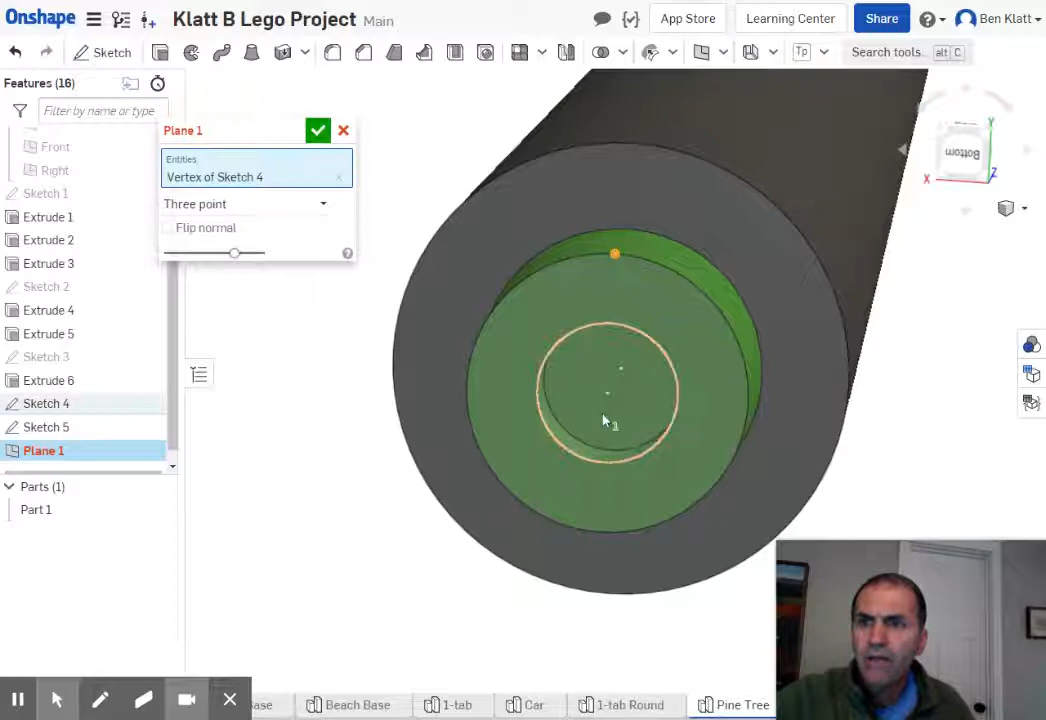 Onshape Klatt B Lego Project Main App Store Learning Center Share Ben Klatt
Sketch Tp Search tools... alt C
Features (16)
Filter by name or type
Front
Right
Sketch 1
Extrude 1
Extrude 2
Extrude 3
Sketch 2
Extrude 4
Extrude 5
Sketch 3
Extrude 6
Sketch 4
Sketch 5
Plane 1
Parts (1)
Part 1
Plane 1
Entities
Vertex of Sketch 4
Three point
Flip normal
Bottom
Y
X
Z
1
ase Beach Base 1-tab Car 1-tab Round Pine Tree